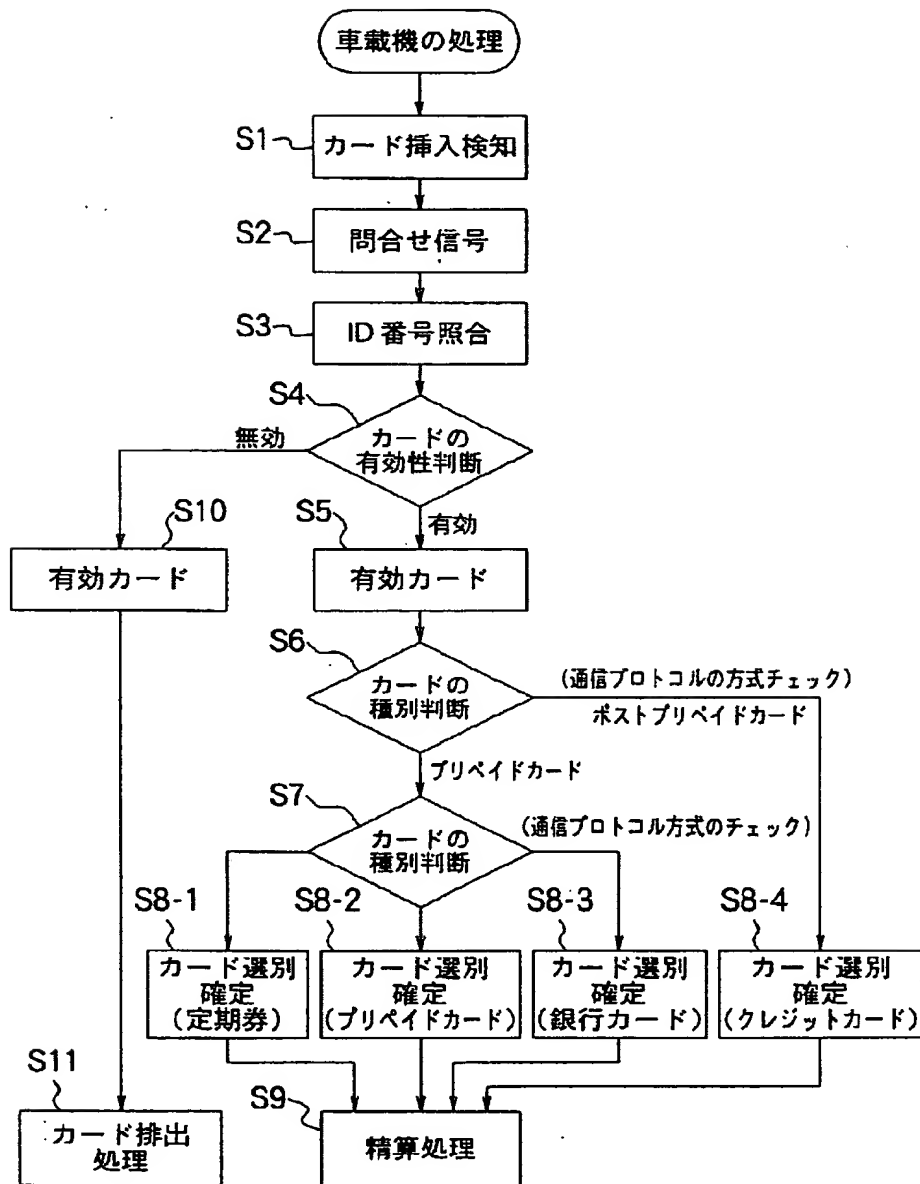 車載機の処理
S1
カード挿入検知
S2
問合せ信号
S3
ID 番号照合
S4
カードの
有効性判断
無効
有効
S10
有効カード
S5
有効カード
S6
カードの
種別判断
(通信プロトコルの方式チェック)
ポストプリペイドカード
プリペイドカード
S7
カードの
種別判断
(通信プロトコル方式のチェック)
S8-1
カード選別
確定
(定期券)
S8-2
カード選別
確定
(プリペイドカード)
S8-3
カード選別
確定
(銀行カード)
S8-4
カード選別
確定
(クレジットカード)
S11
カード排出
処理
S9
精算処理